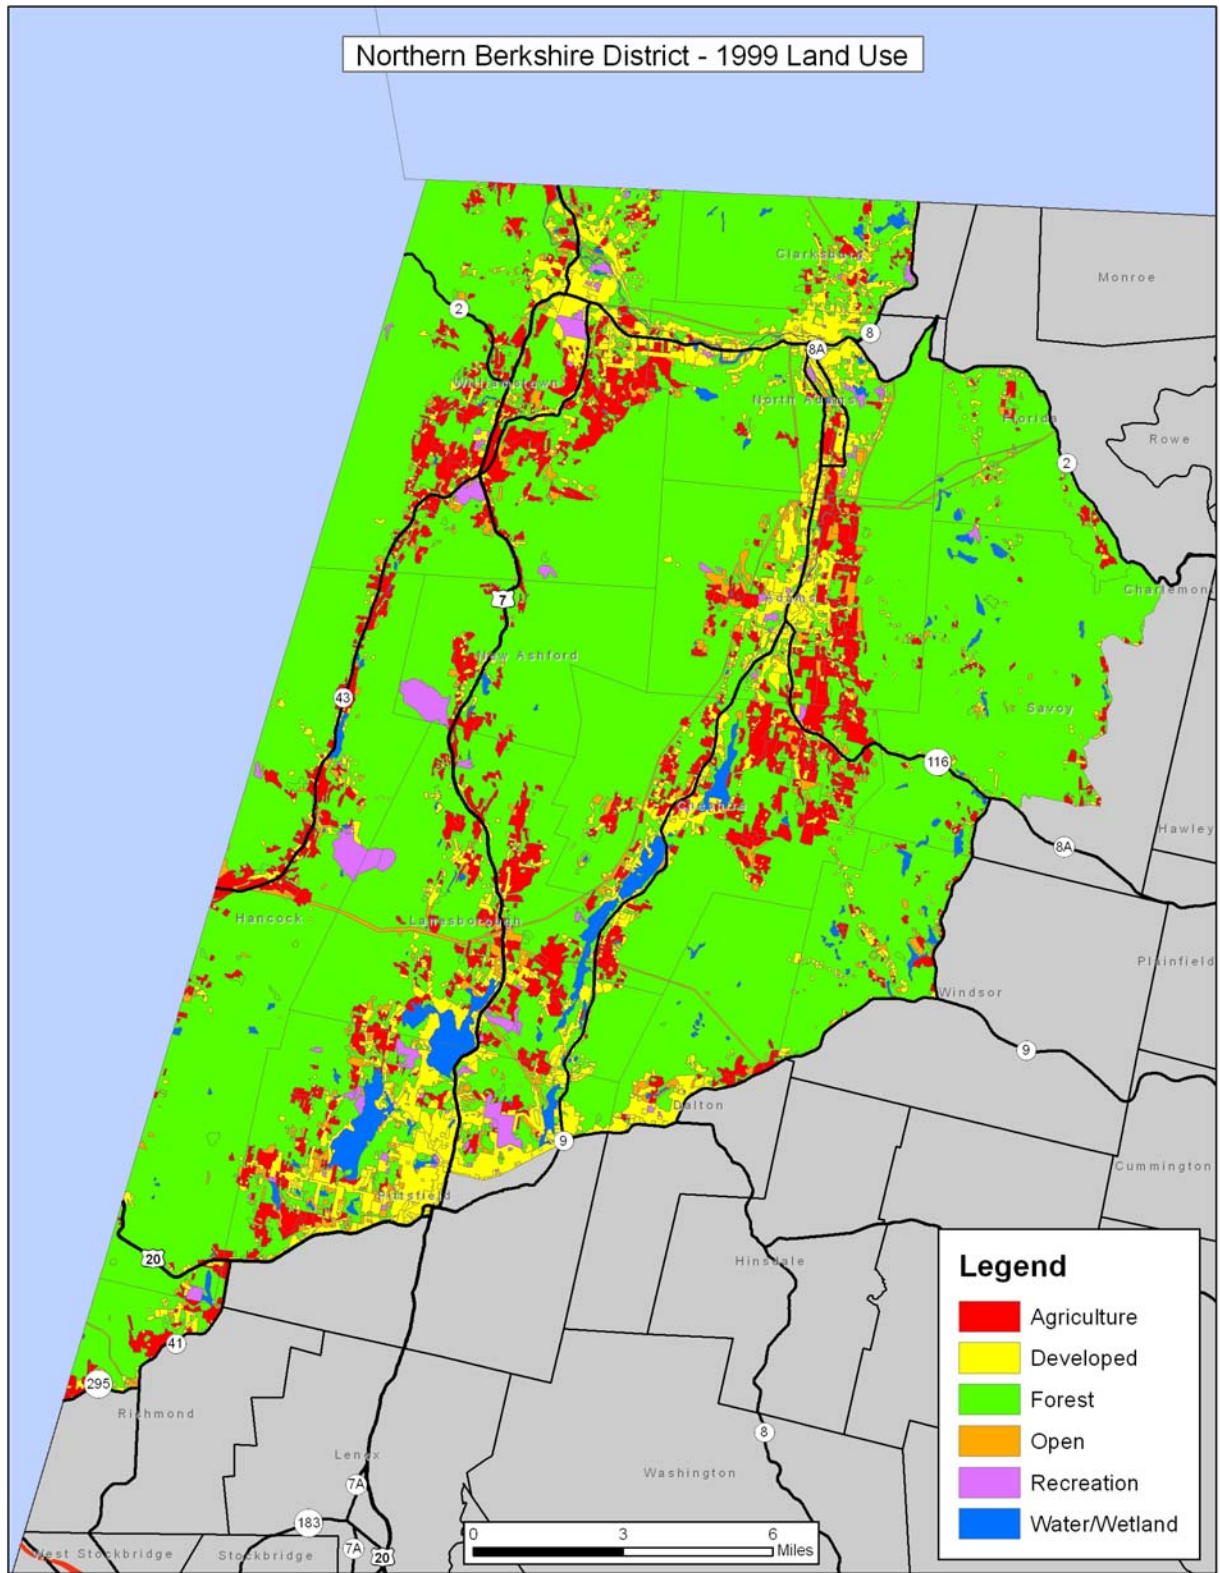 Northern Berkshire District - 1999 Land Use
Clarksburg
Monroe
2
8
8A
Williamstown
North Adams
Florida
Rowe
2
7
Adams
Charlemont
New Ashford
43
Savoy
116
Cheshire
Hawley
8A
Hancock
Lanesborough
Plainfield
Windsor
9
Dalton
9
Cummington
Pittsfield
20
Hinsdale
Legend
Agriculture
Developed
Forest
Open
Recreation
Water/Wetland
41
295
Richmond
8
Lenox
Washington
7A
183
7A
20
West Stockbridge
Stockbridge
0 3 6
Miles